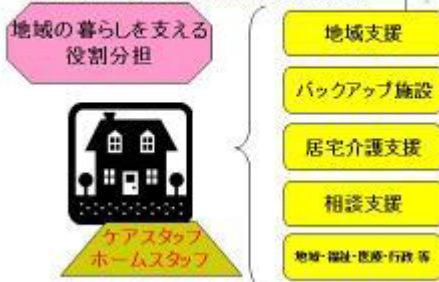 地域の暮らしを支える
役割分担
地域支援
バックアップ施設
居宅介護支援
相談支援
地域・福祉・医療・行政 等
ケアスタッフ
ホームスタッフ